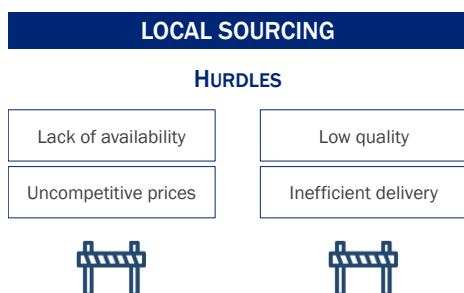 LOCAL SOURCING
HURDLES
Lack of availability
Low quality
Uncompetitive prices
Inefficient delivery